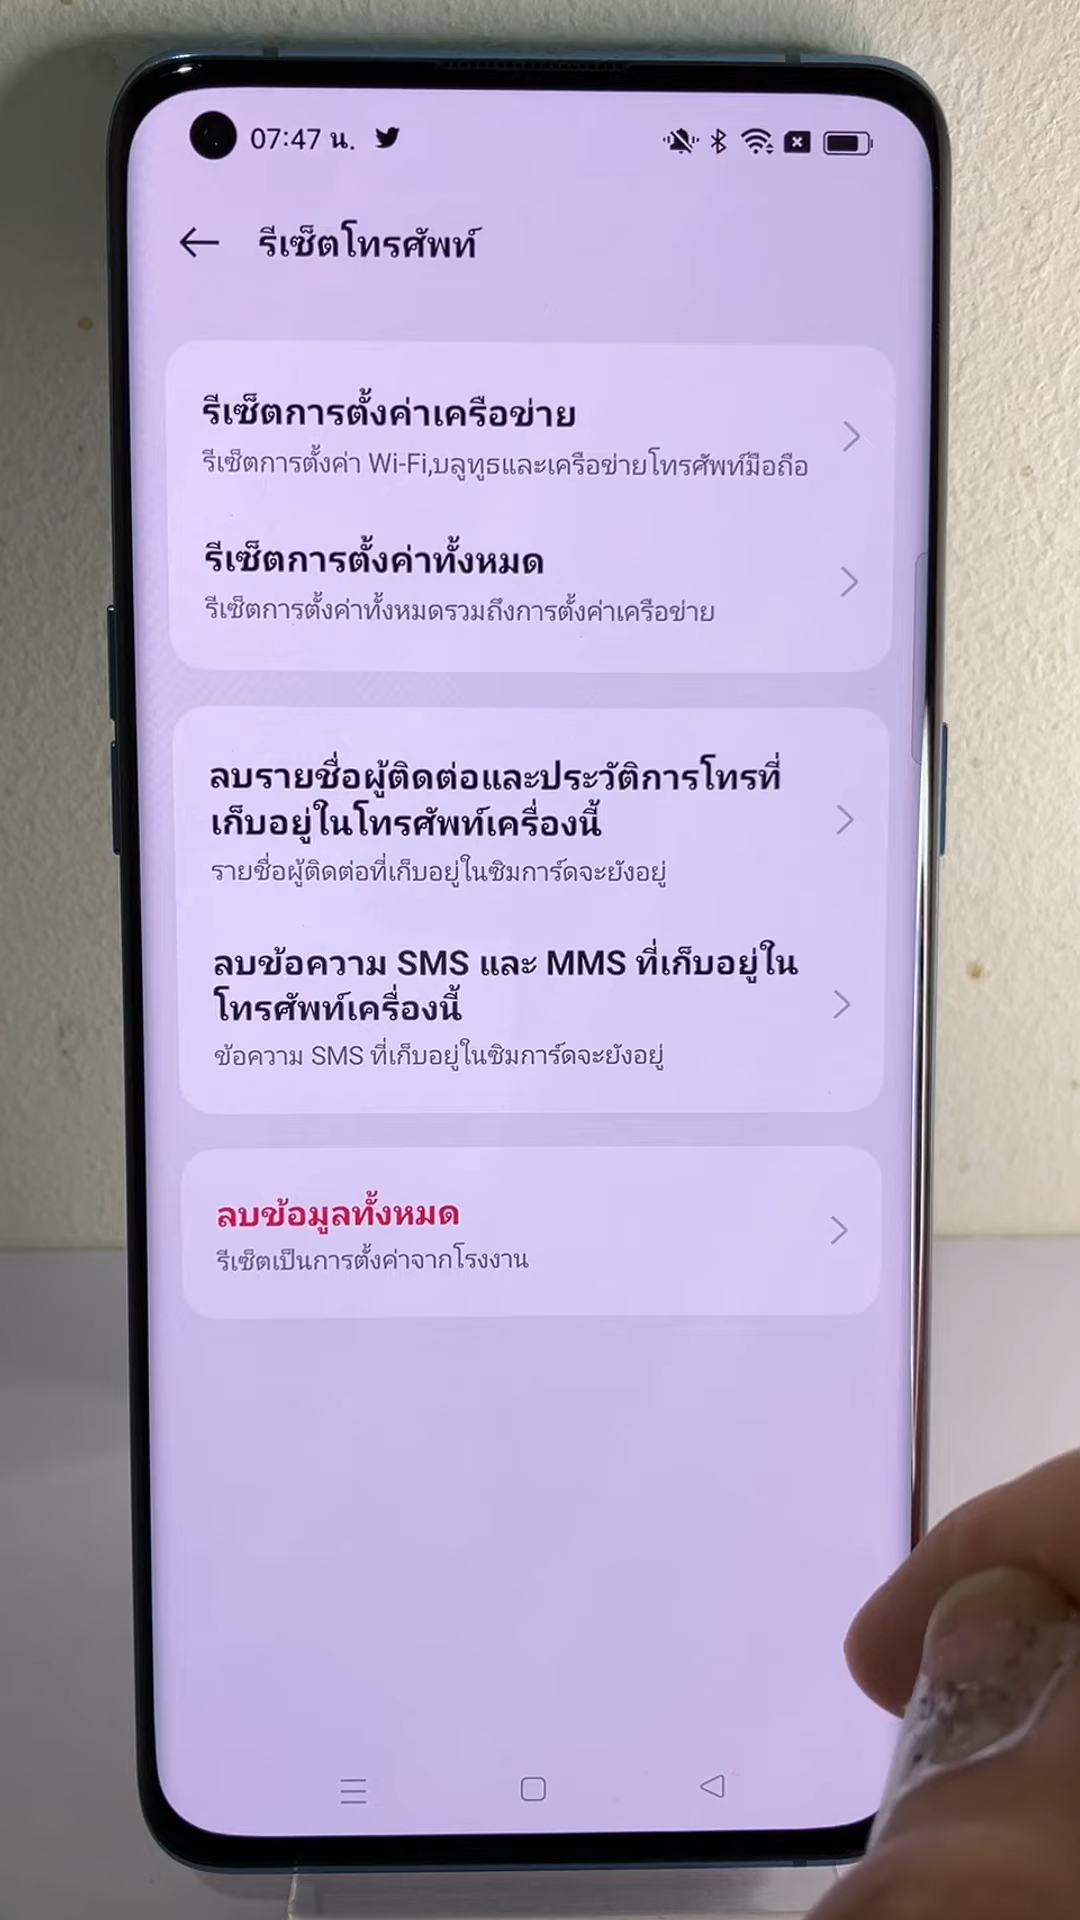 07:47 น.
รีเซ็ตโทรศัพท์
รีเซ็ตการตั้งค่าเครือข่าย
รีเซ็ตการตั้งค่า Wi-Fi,บลูทูธและเครือข่ายโทรศัพท์มือถือ
รีเซ็ตการตั้งค่าทั้งหมด
รีเซ็ตการตั้งค่าทั้งหมดรวมถึงการตั้งค่าเครือข่าย
ลบรายชื่อผู้ติดต่อและประวัติการโทรที่
เก็บอยู่ในโทรศัพท์เครื่องนี้
รายชื่อผู้ติดต่อที่เก็บอยู่ในซิมการ์ดจะยังอยู่
ลบข้อความ SMS และ MMS ที่เก็บอยู่ใน
โทรศัพท์เครื่องนี้
ข้อความ SMS ที่เก็บอยู่ในซิมการ์ดจะยังอยู่
ลบข้อมูลทั้งหมด
รีเซ็ตเป็นการตั้งค่าจากโรงงาน